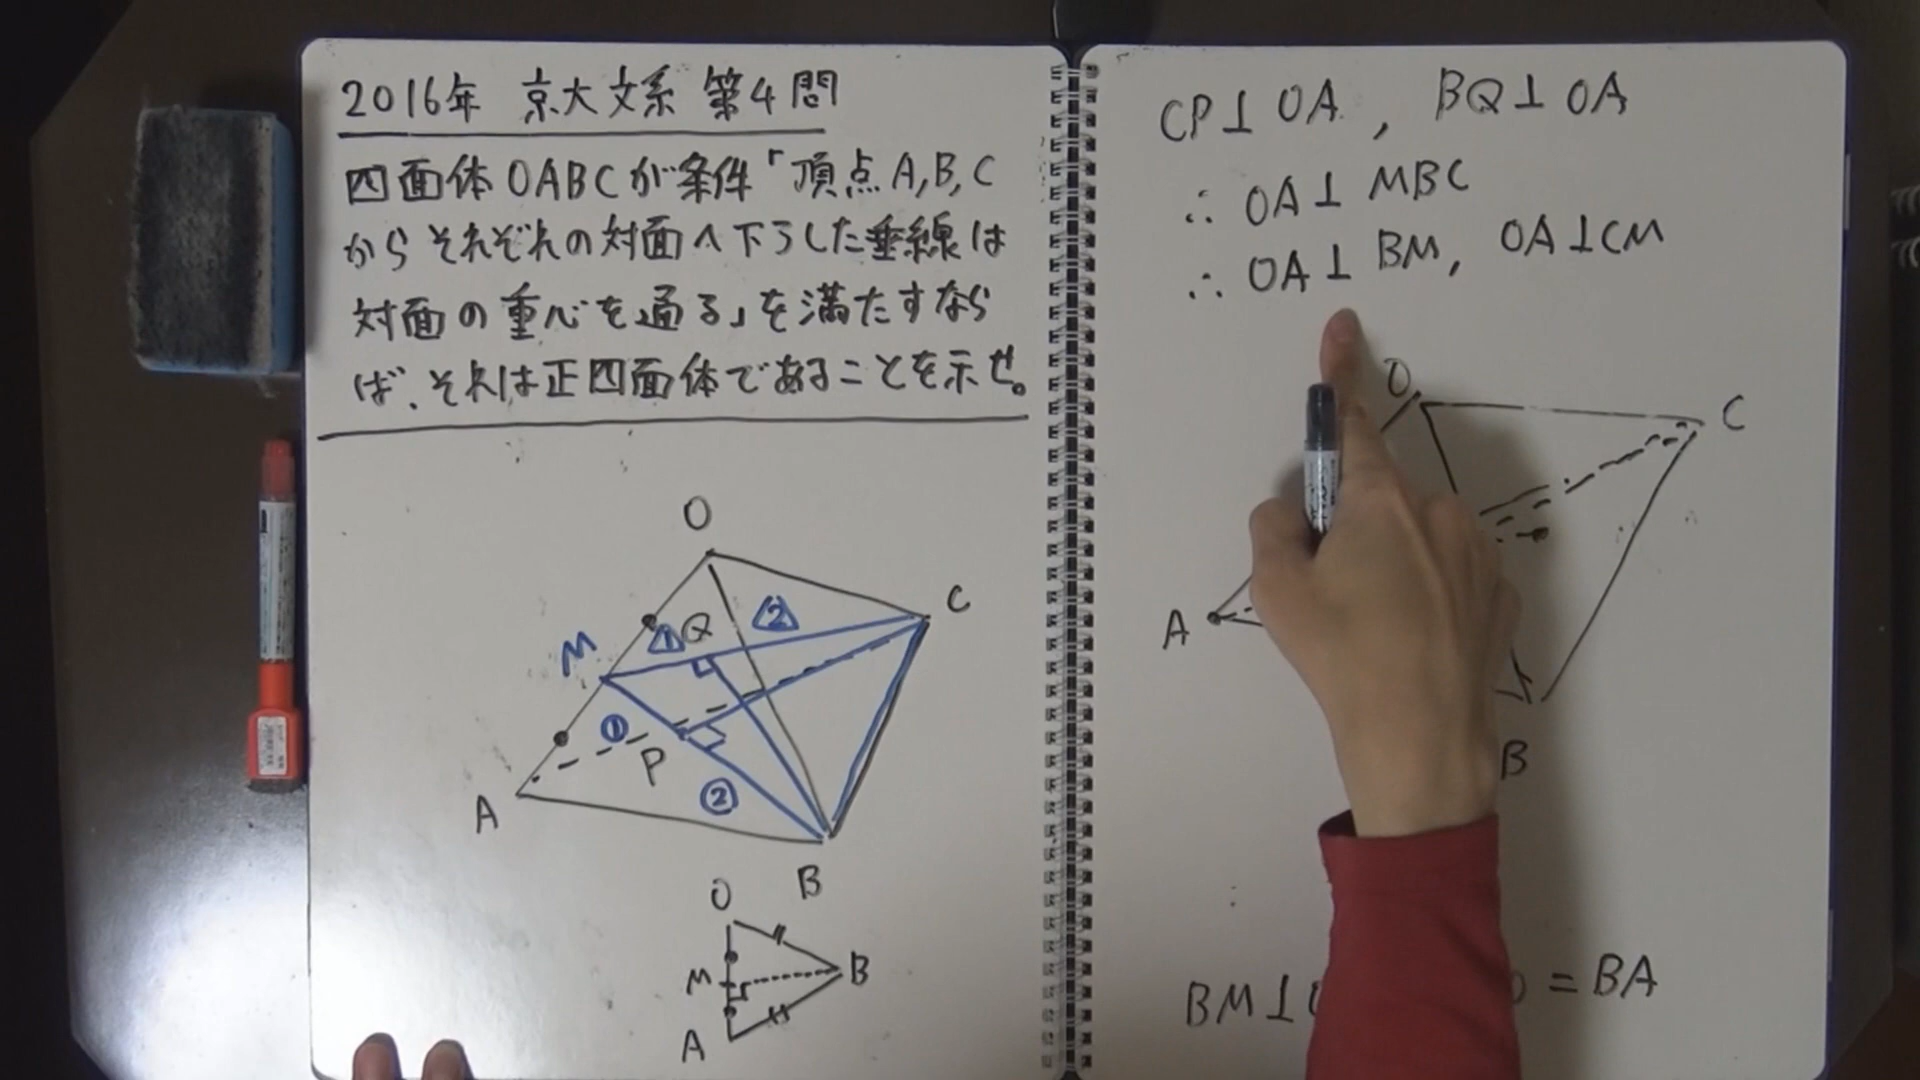 2016年 京大文系 第4問
四面体OABCが条件「頂点A,B,C
からそれぞれの対面へ下ろした垂線は
対面の重心を通る」を満たすなら
ば、それは正四面体であることを示せ。
O
C
M
1
Q
2
1
P
2
A
B
O
M
B
A
CP⊥OA, BQ⊥OA
∴ OA⊥MBC
∴ OA⊥BM, OA⊥CM
O
C
A
B
BM⊥
= BA